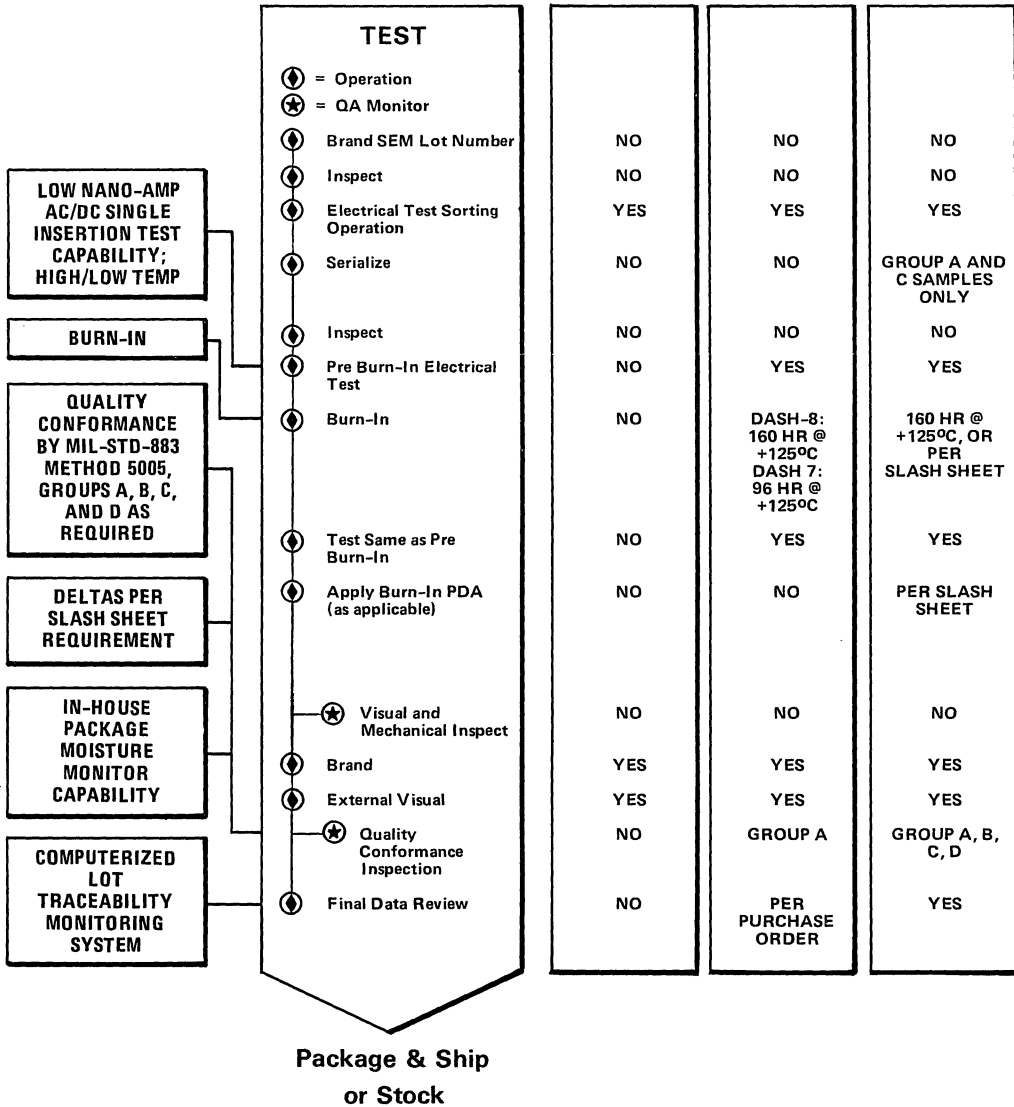 TEST
= Operation
= QA Monitor
Brand SEM Lot Number
NO
NO
NO
Inspect
NO
NO
NO
Electrical Test Sorting
Operation
YES
YES
YES
Serialize
NO
NO
GROUP A AND
C SAMPLES
ONLY
Inspect
NO
NO
NO
Pre Burn-In Electrical
Test
NO
YES
YES
Burn-In
NO
DASH-8:
160 HR @
+125ºC
DASH 7:
96 HR @
+125ºC
160 HR @
+125ºC, OR
PER
SLASH SHEET
Test Same as Pre
Burn-In
NO
YES
YES
Apply Burn-In PDA
(as applicable)
NO
NO
PER SLASH
SHEET
Visual and
Mechanical Inspect
NO
NO
NO
Brand
YES
YES
YES
External Visual
YES
YES
YES
Quality
Conformance
Inspection
NO
GROUP A
GROUP A, B,
C, D
Final Data Review
NO
PER
PURCHASE
ORDER
YES
LOW NANO-AMP
AC/DC SINGLE
INSERTION TEST
CAPABILITY;
HIGH/LOW TEMP
BURN-IN
QUALITY
CONFORMANCE
BY MIL-STD-883
METHOD 5005,
GROUPS A, B, C,
AND D AS
REQUIRED
DELTAS PER
SLASH SHEET
REQUIREMENT
IN-HOUSE
PACKAGE
MOISTURE
MONITOR
CAPABILITY
COMPUTERIZED
LOT
TRACEABILITY
MONITORING
SYSTEM
Package & Ship
or Stock